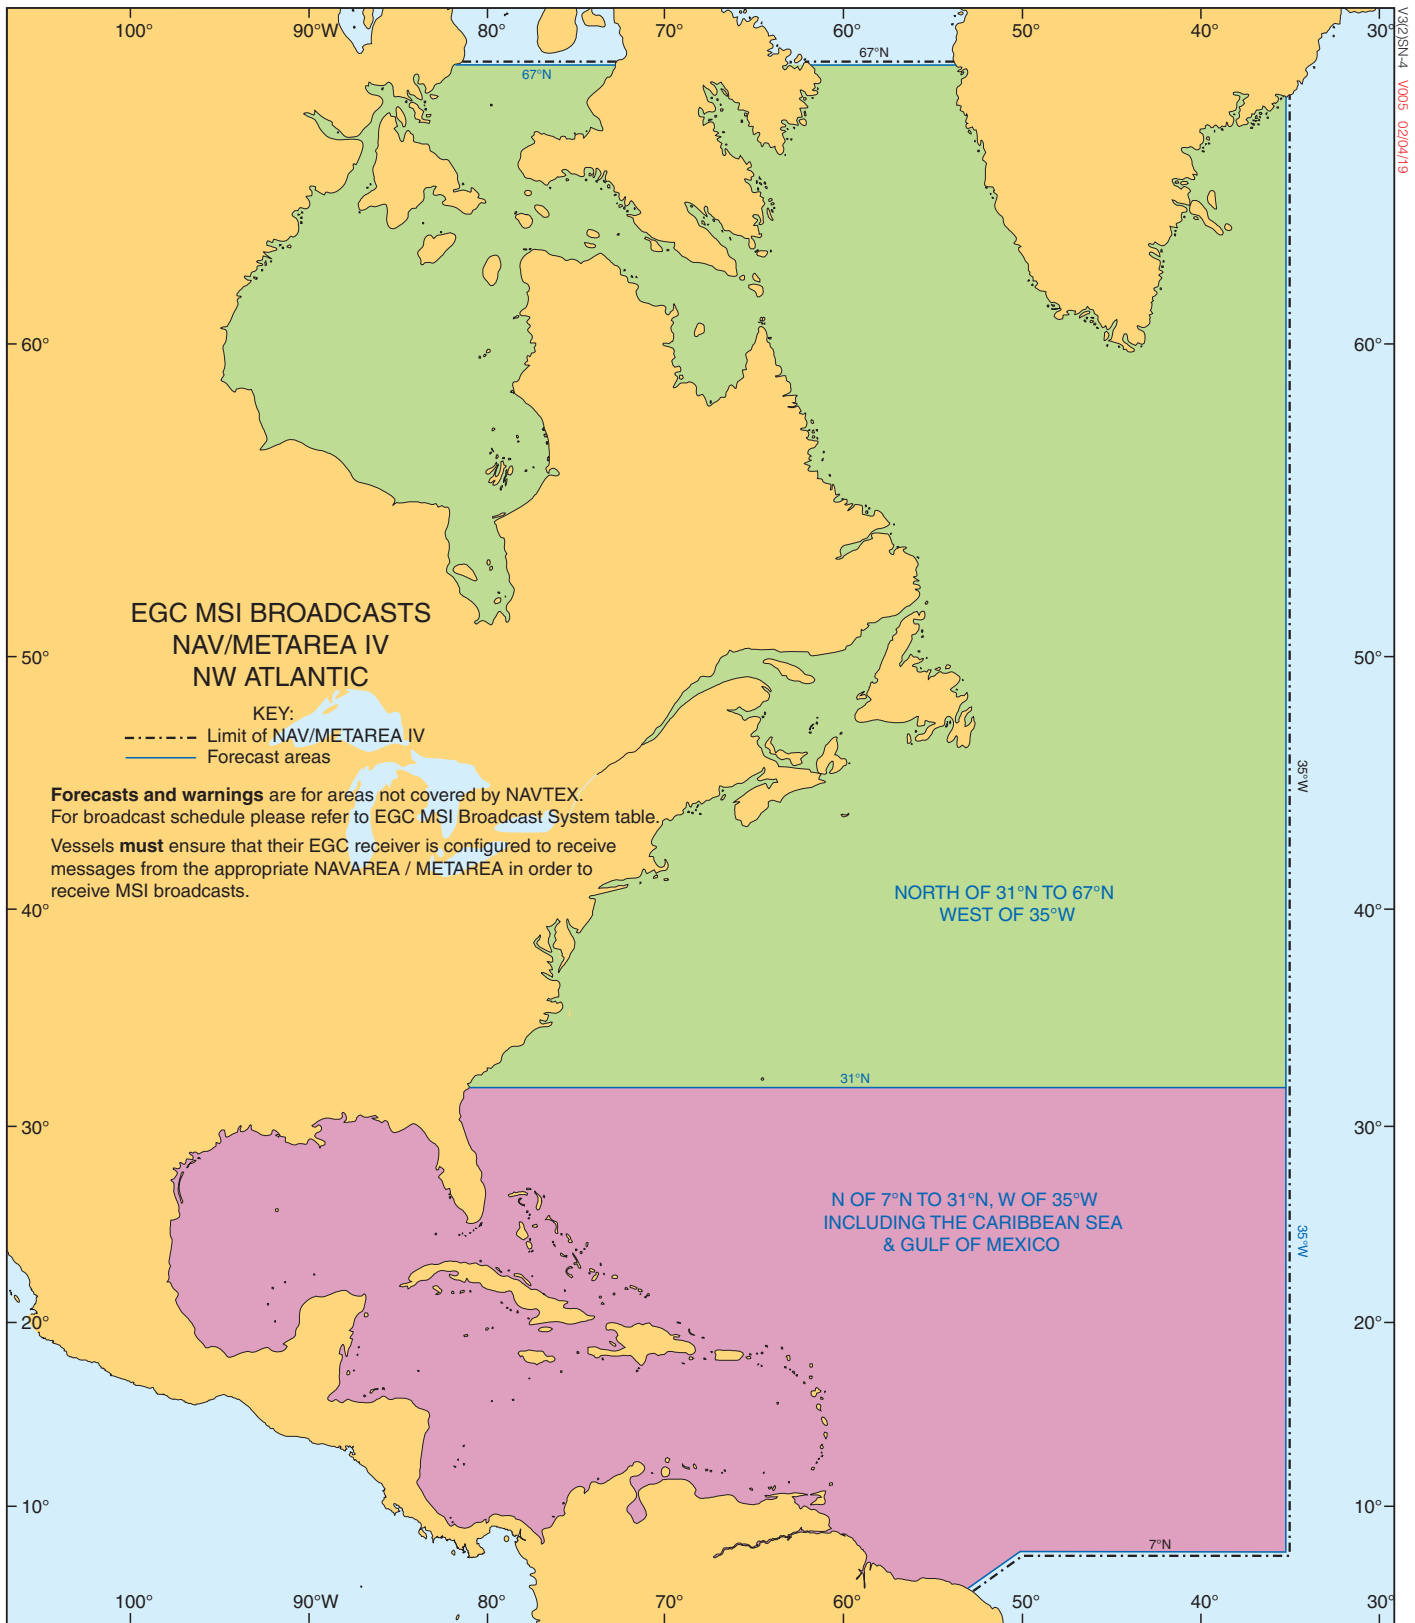 100° 90°W 80° 70° 60° 50° 40° 30°
V3(2)SN-4 V005 02/04/19
67°N
67°N
60° 60°
EGC MSI BROADCASTS
NAV/METAREA IV
NW ATLANTIC
KEY:
Limit of NAV/METAREA IV
Forecast areas
50° 50°
Forecasts and warnings are for areas not covered by NAVTEX.
For broadcast schedule please refer to EGC MSI Broadcast System table.
Vessels must ensure that their EGC receiver is configured to receive
messages from the appropriate NAVAREA / METAREA in order to
receive MSI broadcasts.
35°W
NORTH OF 31°N TO 67°N
WEST OF 35°W
40° 40°
31°N
30° 30°
N OF 7°N TO 31°N, W OF 35°W
INCLUDING THE CARIBBEAN SEA
& GULF OF MEXICO
35°W
20° 20°
10° 10°
7°N
100° 90°W 80° 70° 60° 50° 40° 30°